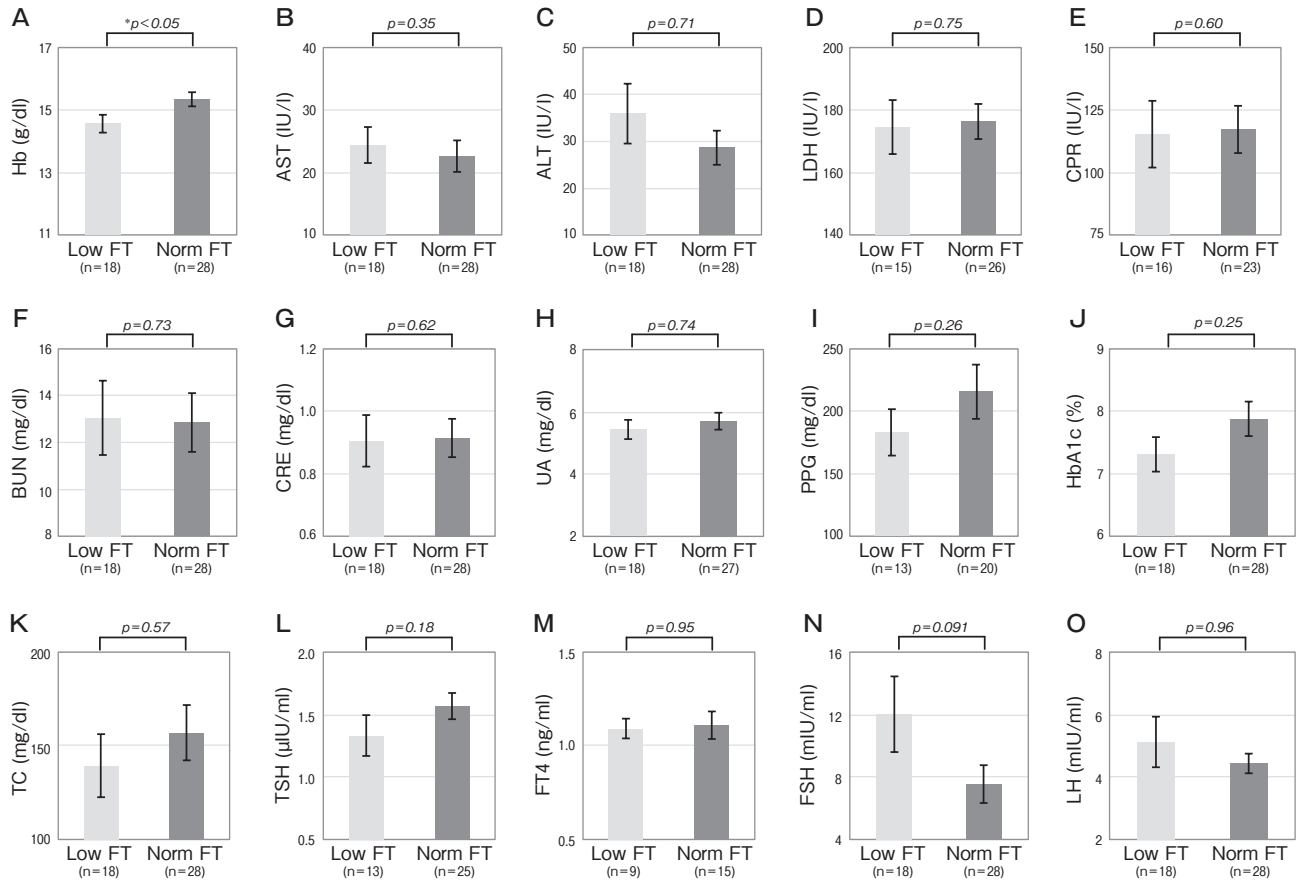 A
*p<0.05
Hb (g/dl)
17
15
13
11
Low FT Norm FT
(n=18) (n=28)
B
p=0.35
AST (IU/l)
40
30
20
10
Low FT Norm FT
(n=18) (n=28)
C
p=0.71
ALT (IU/l)
50
40
30
20
10
Low FT Norm FT
(n=18) (n=28)
D
p=0.75
LDH (IU/l)
200
180
160
140
Low FT Norm FT
(n=15) (n=26)
E
p=0.60
CPR (IU/l)
150
125
100
75
Low FT Norm FT
(n=16) (n=23)
F
p=0.73
BUN (mg/dl)
16
14
12
10
8
Low FT Norm FT
(n=18) (n=28)
G
p=0.62
CRE (mg/dl)
1.2
1.0
0.8
0.6
Low FT Norm FT
(n=18) (n=28)
H
p=0.74
UA (mg/dl)
8
6
4
2
Low FT Norm FT
(n=18) (n=27)
I
p=0.26
PPG (mg/dl)
250
200
150
100
Low FT Norm FT
(n=13) (n=20)
J
p=0.25
HbA1c (%)
9
8
7
6
Low FT Norm FT
(n=18) (n=28)
K
p=0.57
TC (mg/dl)
200
150
100
Low FT Norm FT
(n=18) (n=28)
L
p=0.18
TSH (μIU/ml)
2.0
1.5
1.0
0.5
Low FT Norm FT
(n=13) (n=25)
M
p=0.95
FT4 (ng/ml)
1.5
1.0
0.5
Low FT Norm FT
(n=9) (n=15)
N
p=0.091
FSH (mIU/ml)
16
12
8
4
Low FT Norm FT
(n=18) (n=28)
O
p=0.96
LH (mIU/ml)
8
6
4
2
Low FT Norm FT
(n=18) (n=28)